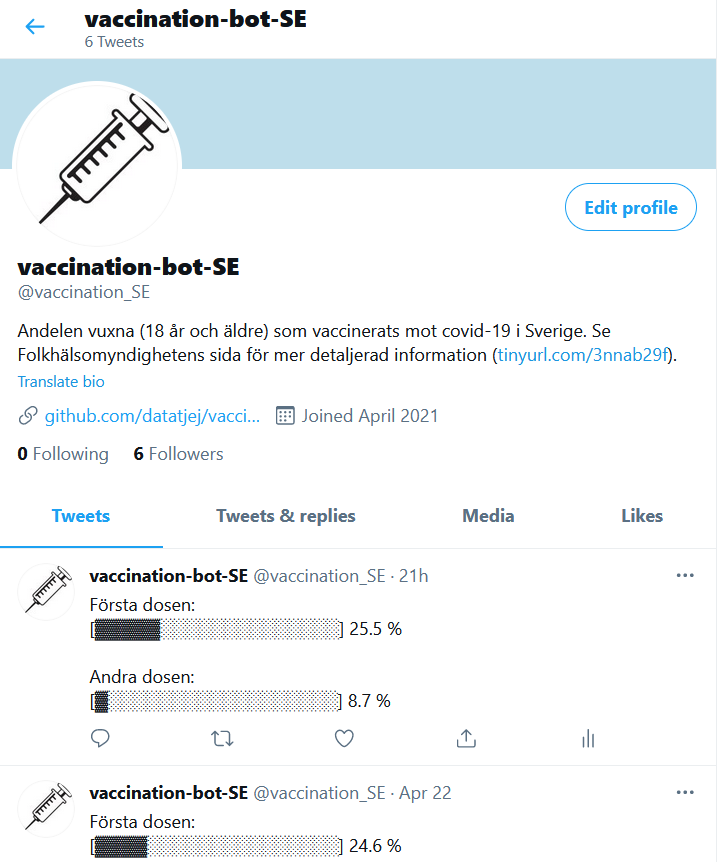 vaccination-bot-SE
6 Tweets
Edit profile
vaccination-bot-SE
@vaccination_SE
Andelen vuxna (18 år och äldre) som vaccinerats mot covid-19 i Sverige. Se
Folkhälsomyndighetens sida för mer detaljerad information (tinyurl.com/3nnab29f).
Translate bio
github.com/datatjej/vacci... Joined April 2021
0 Following 6 Followers
Tweets Tweets & replies Media Likes
vaccination-bot-SE @vaccination_SE · 21h
Första dosen:
[▓▓▓▓▓░░░░░░░░░░░░░░] 25.5 %
Andra dosen:
[▓░░░░░░░░░░░░░░░░░] 8.7 %
vaccination-bot-SE @vaccination_SE · Apr 22
Första dosen:
[▓▓▓▓░░░░░░░░░░░░░░░] 24.6 %